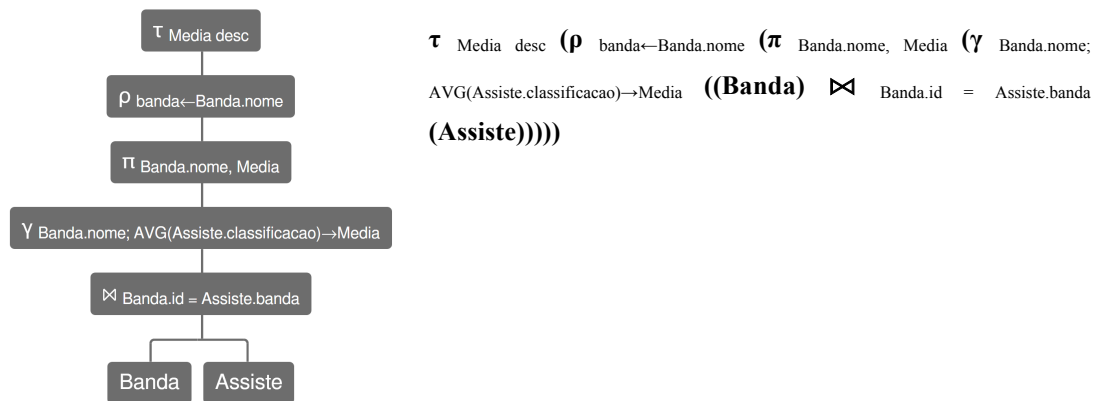 τ Media desc
ρ banda←Banda.nome
π Banda.nome, Media
γ Banda.nome; AVG(Assiste.classificacao)→Media
⋈ Banda.id = Assiste.banda
Banda Assiste
τ Media desc (ρ banda←Banda.nome (π Banda.nome, Media (γ Banda.nome;
AVG(Assiste.classificacao)→Media ((Banda) ⋈ Banda.id = Assiste.banda
(Assiste)))))